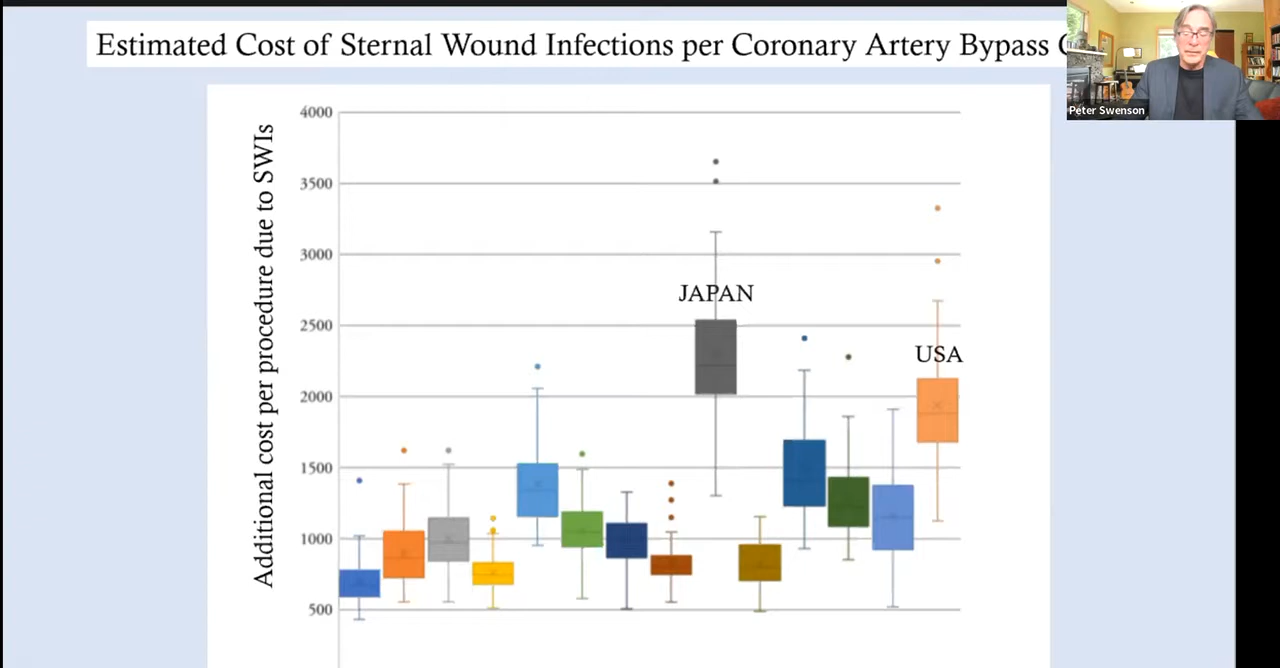 Estimated Cost of Sternal Wound Infections per Coronary Artery Bypass
Peter Swenson
Additional cost per procedure due to SWIs
4000
3500
3000
JAPAN
2500
USA
2000
1500
1000
500